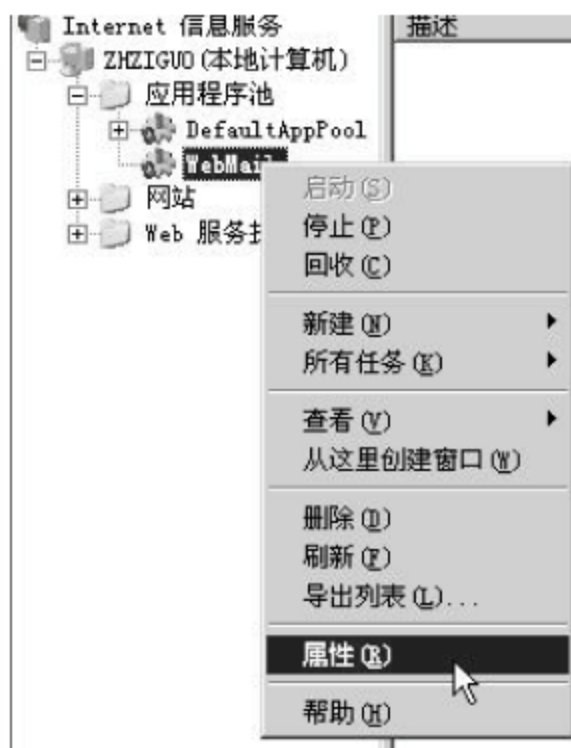 Internet 信息服务
描述
ZHZIGUO(本地计算机)
应用程序池
DefaultAppPool
WebMail
网站
Web 服务
启动(S)
停止(P)
回收(C)
新建(N)
所有任务(K)
查看(V)
从这里创建窗口(W)
删除(D)
刷新(F)
导出列表(L)...
属性(R)
帮助(H)